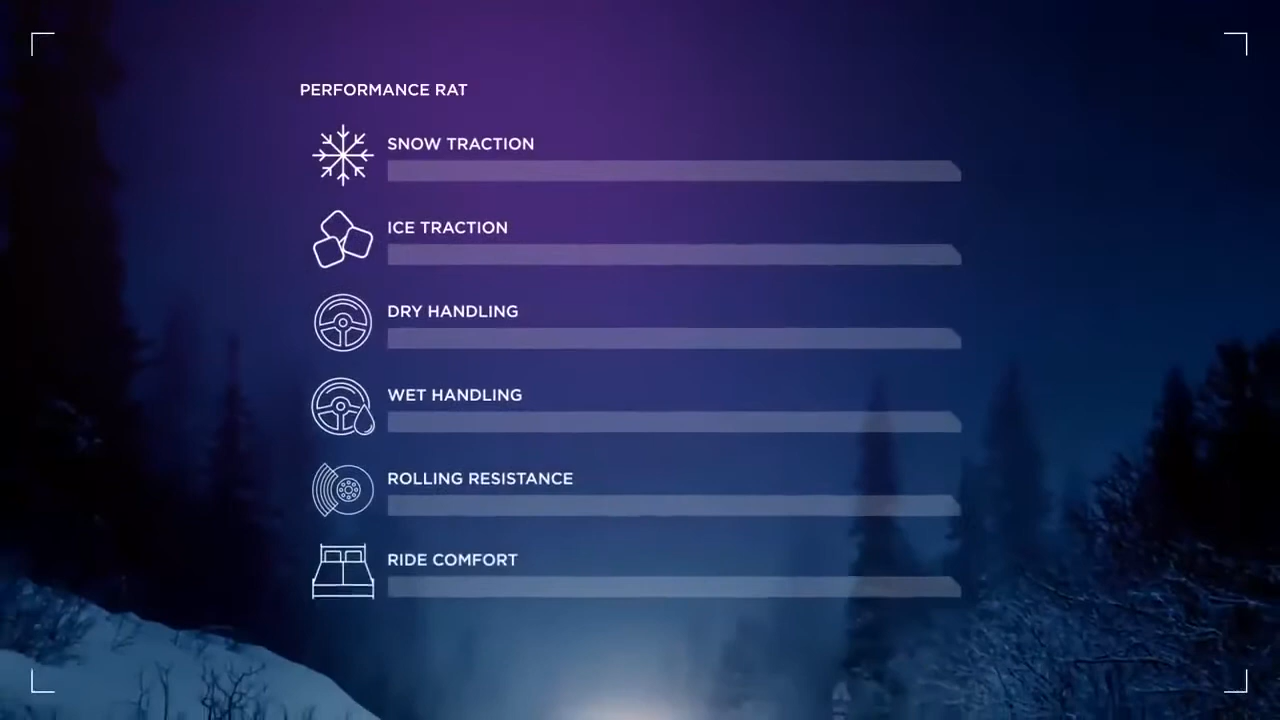 PERFORMANCE RAT
SNOW TRACTION
ICE TRACTION
DRY HANDLING
WET HANDLING
ROLLING RESISTANCE
RIDE COMFORT